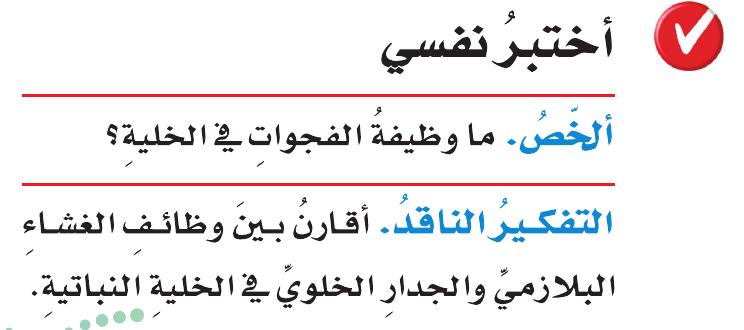 أختبرُ نفسي
ألخّصُ. ما وظيفةُ الفجواتِ في الخليةِ؟
التفكيرُ الناقدُ. أقارنُ بينَ وظائفِ الغشاءِ
البلازميِّ والجدارِ الخلويِّ في الخليةِ النباتيةِ.